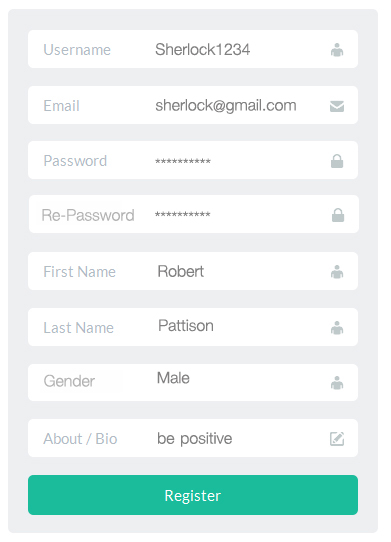 Username Sherlock1234
Email sherlock@gmail.com
Password **********
Re-Password **********
First Name Robert
Last Name Pattison
Gender Male
About / Bio be positive
Register